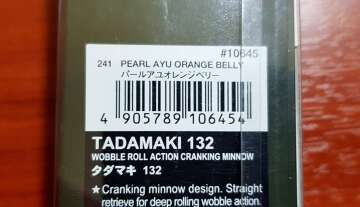 #10645
241 PEARL AYU ORANGE BELLY
パールアユオレンジベリー
4 905789 106454
TADAMAKI 132
WOBBLE ROLL ACTION CRANKING MINNOW
タダマキ 132
★Cranking minnow design. Straight
retrieve for deep rolling wobble action.